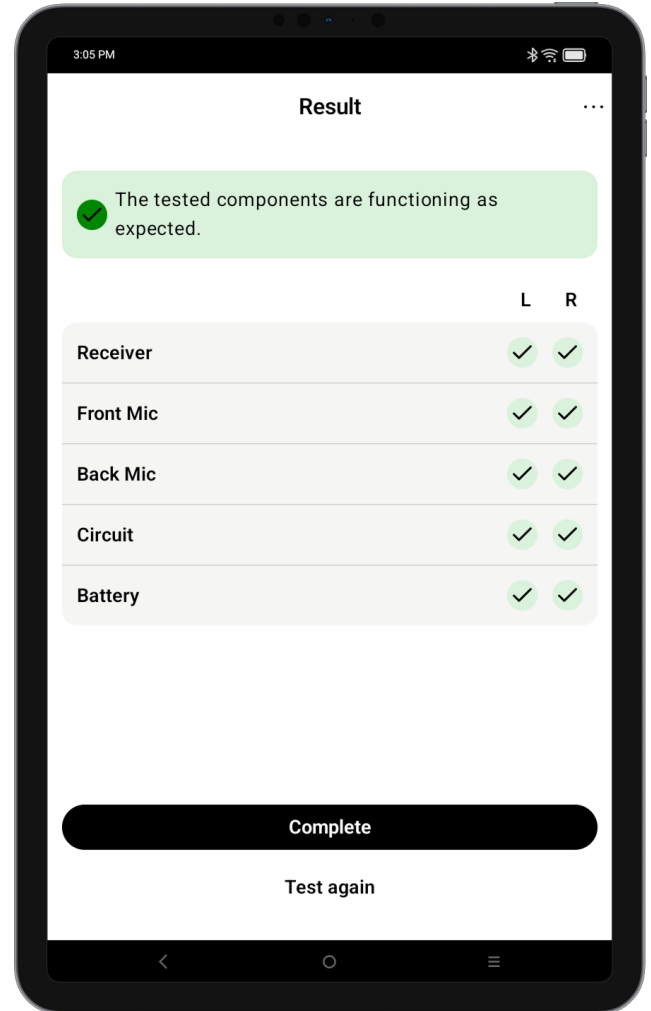 3:05 PM
Result
The tested components are functioning as
expected.
L R
Receiver
Front Mic
Back Mic
Circuit
Battery
Complete
Test again